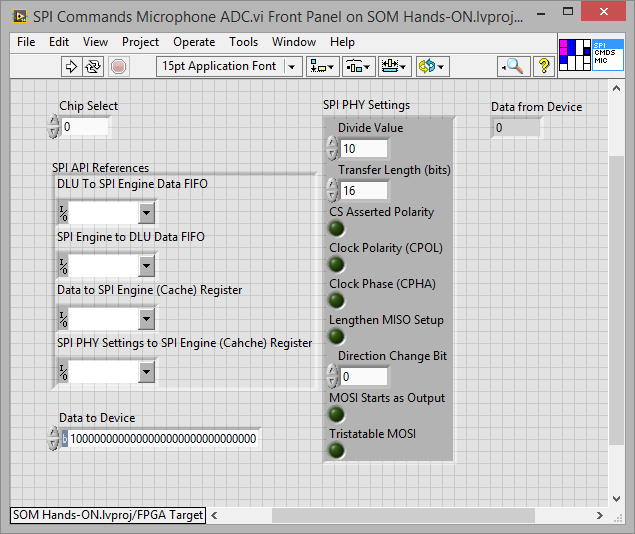 SPI Commands Microphone ADC.vi Front Panel on SOM Hands-ON.lvproj...
File Edit View Project Operate Tools Window Help
15pt Application Font
SPI
CMDS
MIC
Chip Select
0
SPI API References
DLU To SPI Engine Data FIFO
I/O
SPI Engine to DLU Data FIFO
I/O
Data to SPI Engine (Cache) Register
I/O
SPI PHY Settings to SPI Engine (Cahche) Register
I/O
Data to Device
b
SPI PHY Settings
Divide Value
10
Transfer Length (bits)
16
CS Asserted Polarity
Clock Polarity (CPOL)
Clock Phase (CPHA)
Lengthen MISO Setup
Direction Change Bit
0
MOSI Starts as Output
Tristatable MOSI
Data from Device
0
SOM Hands-ON.lvproj/FPGA Target